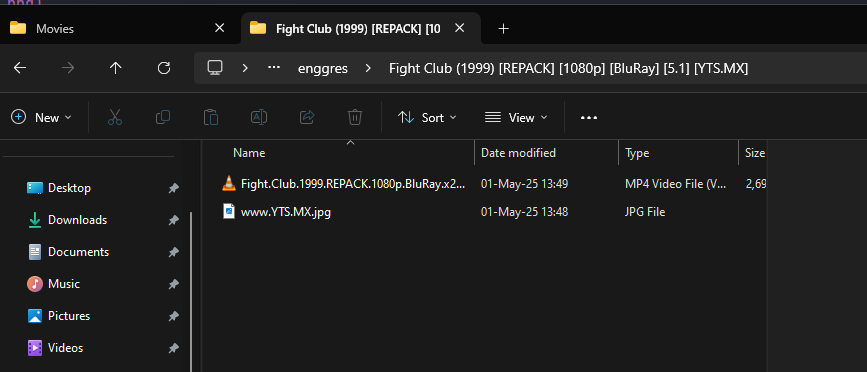 Movies
Fight Club (1999) [REPACK] [10
enggres
Fight Club (1999) [REPACK] [1080p] [BluRay] [5.1] [YTS.MX]
New
Sort
View
Name
Date modified
Type
Size
Desktop
Downloads
Documents
Music
Pictures
Videos
Fight.Club.1999.REPACK.1080p.BluRay.x2...
01-May-25 13:49
MP4 Video File (V...
2,69
www.YTS.MX.jpg
01-May-25 13:48
JPG File